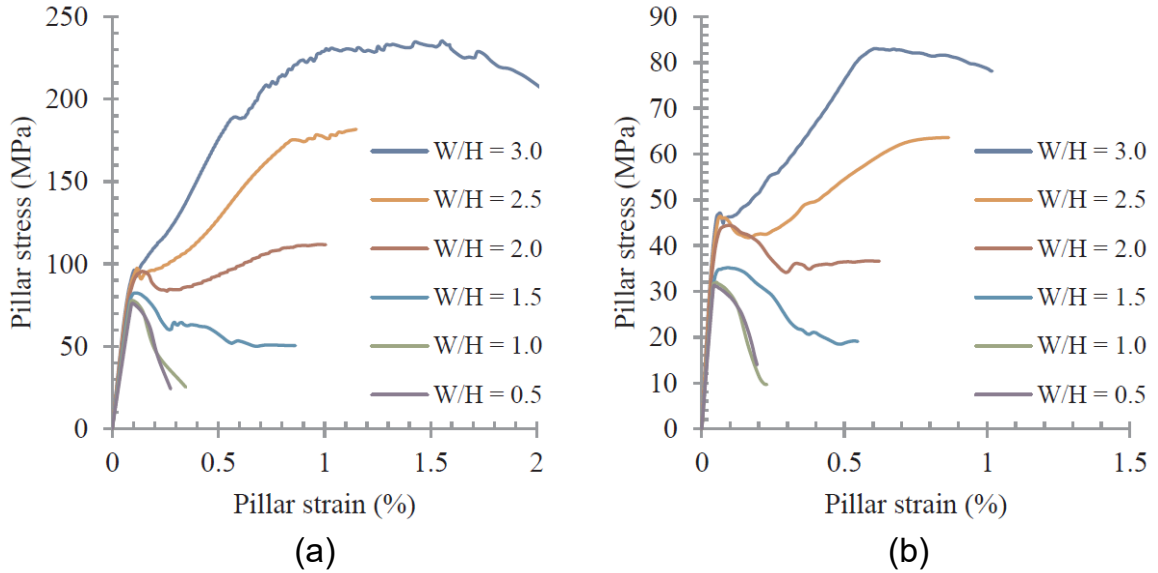 250
200
150
100
50
0
Pillar stress (MPa)
W/H = 3.0
W/H = 2.5
W/H = 2.0
W/H = 1.5
W/H = 1.0
W/H = 0.5
0 0.5 1 1.5 2
Pillar strain (%)
(a)
90
80
70
60
50
40
30
20
10
0
Pillar stress (MPa)
W/H = 3.0
W/H = 2.5
W/H = 2.0
W/H = 1.5
W/H = 1.0
W/H = 0.5
0 0.5 1 1.5
Pillar strain (%)
(b)